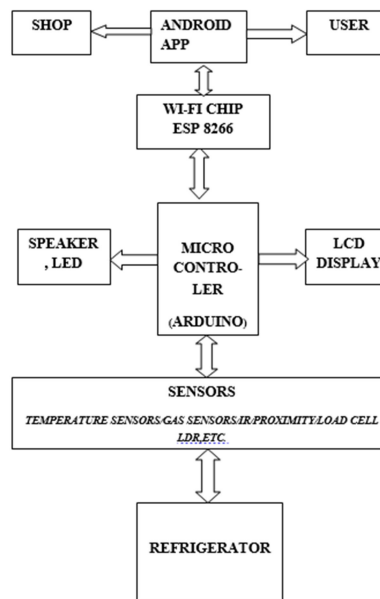 SHOP
ANDROID
APP
USER
WI-FI CHIP
ESP 8266
SPEAKER
, LED
MICRO
CONTRO-
LER
(ARDUINO)
LCD
DISPLAY
SENSORS
TEMPERATURE SENSORS/GAS SENSORS/IR/PROXIMITY/LOAD CELL
LDR,ETC
REFRIGERATOR